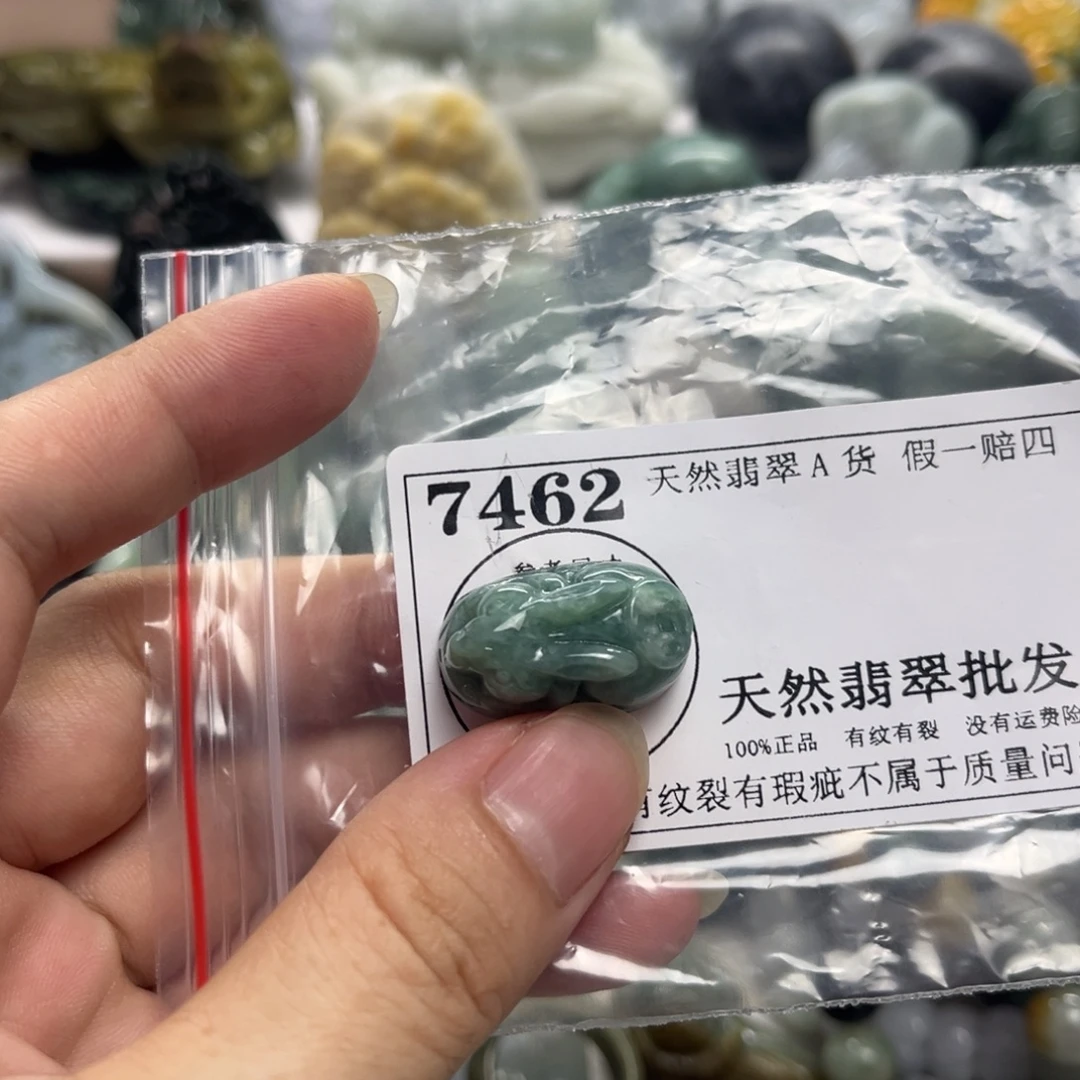 7462 天然翡翠A货 假一赔四
天然翡翠批发
100%正品 有纹有裂 没有运费险
有纹裂有瑕疵不属于质量问